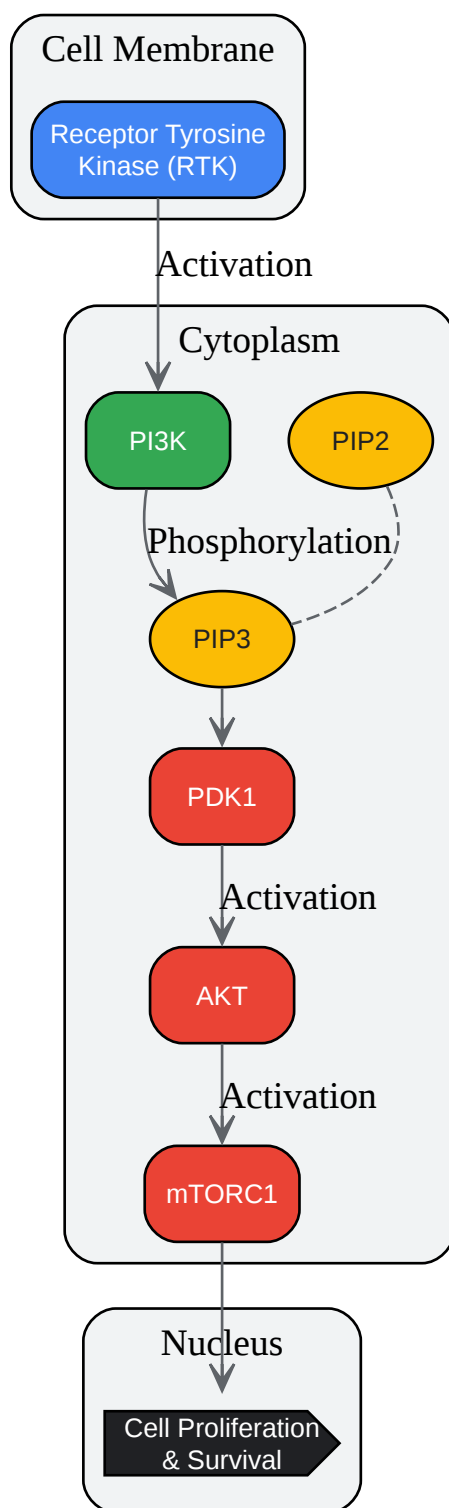 Cell Membrane
Receptor Tyrosine
Kinase (RTK)
Activation
Cytoplasm
PI3K
PIP2
Phosphorylation
PIP3
PDK1
Activation
AKT
Activation
mTORC1
Nucleus
Cell Proliferation
& Survival